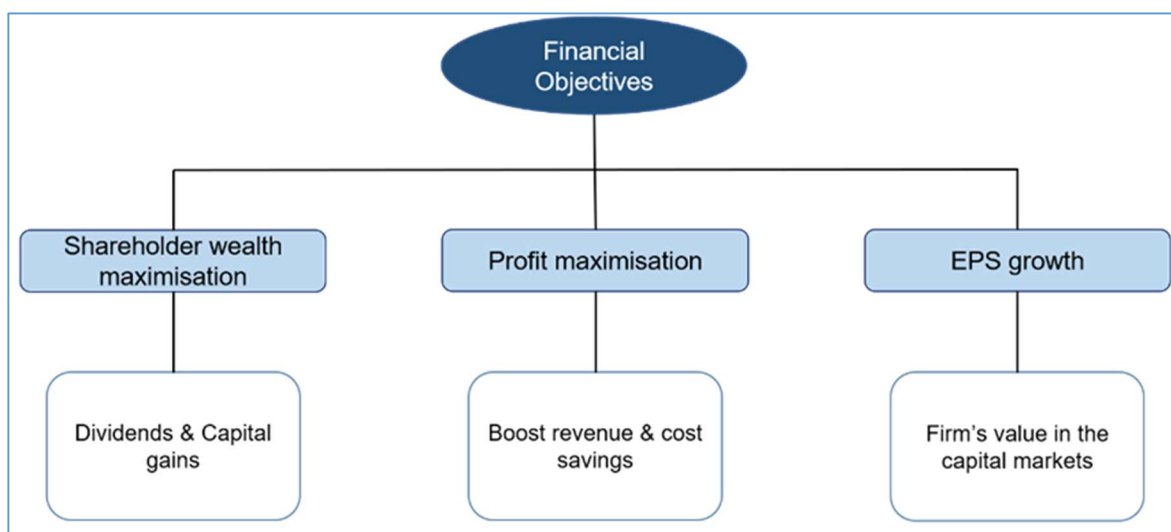 Financial
Objectives
Shareholder wealth
maximisation
Profit maximisation
EPS growth
Dividends & Capital
gains
Boost revenue & cost
savings
Firm's value in the
capital markets